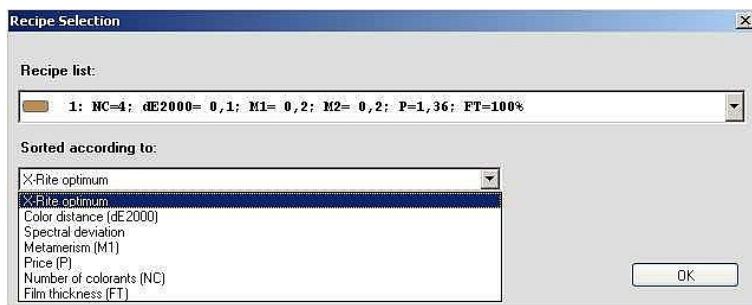 Recipe Selection
Recipe list:
1: NC=4; dE2000= 0,1; M1= 0,2; M2= 0,2; P=1,36; FT=100%
Sorted according to:
X-Rite optimum
X-Rite optimum
Color distance (dE2000)
Spectral deviation
Metamerism (M1)
Price (P)
Number of colorants (NC)
Film thickness (FT)
OK